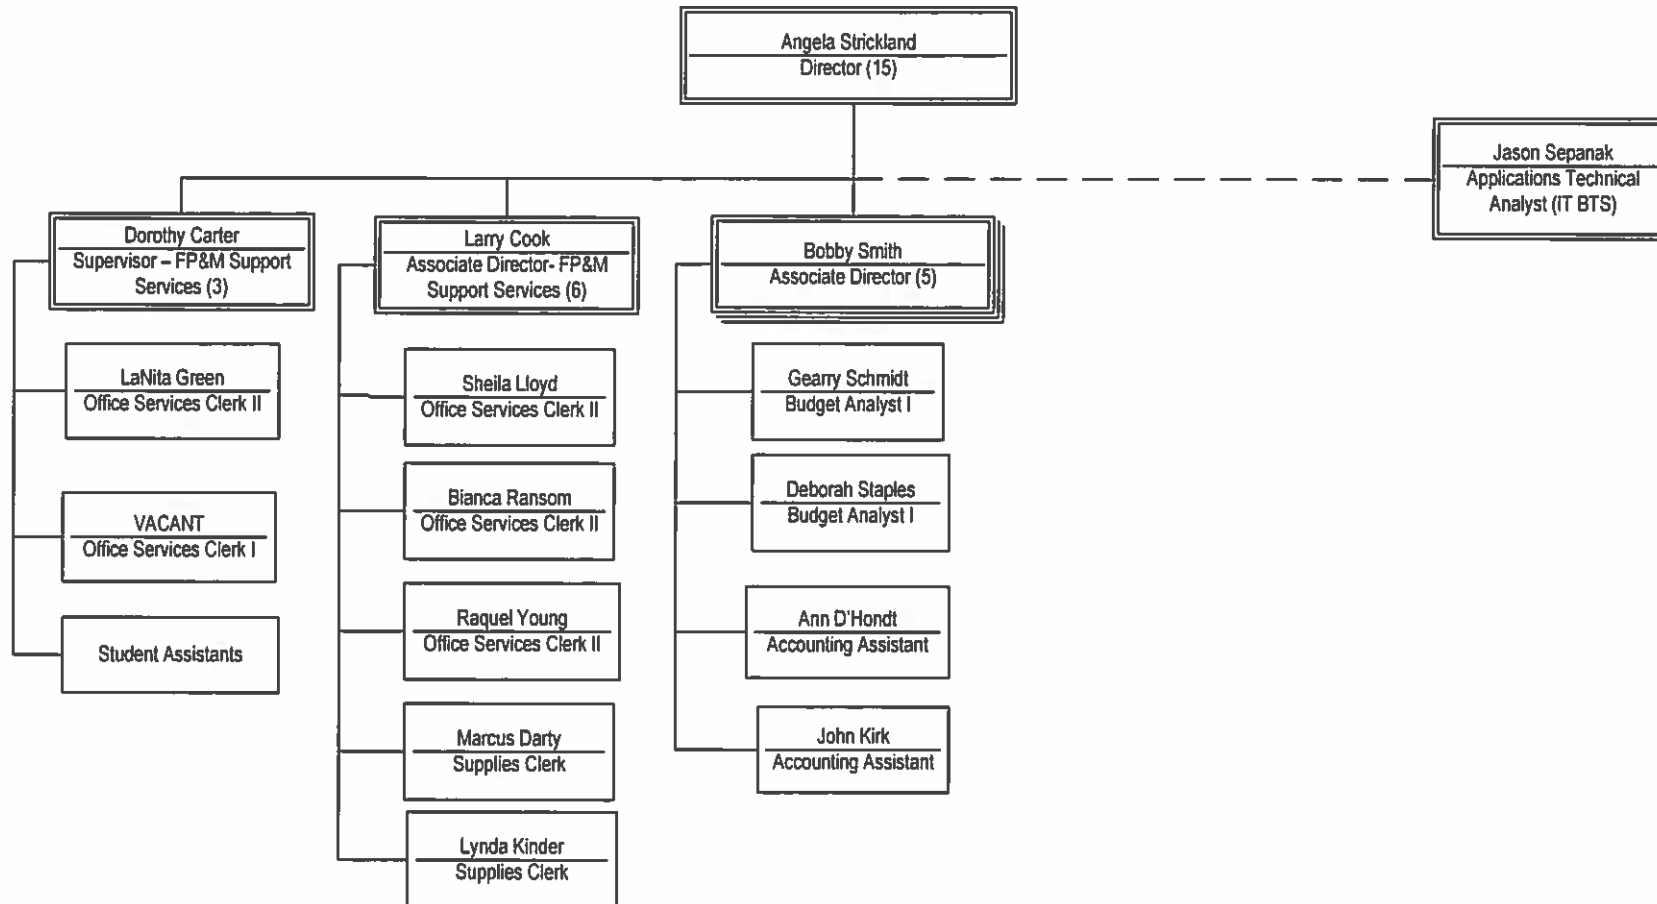 Angela Strickland
Director (15)
Jason Sepanak
Applications Technical
Analyst (IT BTS)
Dorothy Carter
Supervisor – FP&M Support
Services (3)
Larry Cook
Associate Director- FP&M
Support Services (6)
Bobby Smith
Associate Director (5)
LaNita Green
Office Services Clerk II
VACANT
Office Services Clerk I
Student Assistants
Sheila Lloyd
Office Services Clerk II
Bianca Ransom
Office Services Clerk II
Raquel Young
Office Services Clerk II
Marcus Darty
Supplies Clerk
Lynda Kinder
Supplies Clerk
Gearry Schmidt
Budget Analyst I
Deborah Staples
Budget Analyst I
Ann D'Hondt
Accounting Assistant
John Kirk
Accounting Assistant